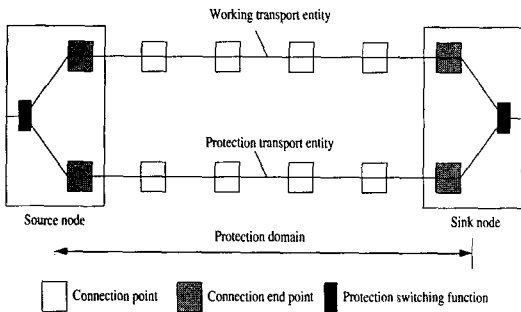 Working transport entity
Protection transport entity
Source node
Sink node
Protection domain
Connection point
Connection end point
Protection switching function